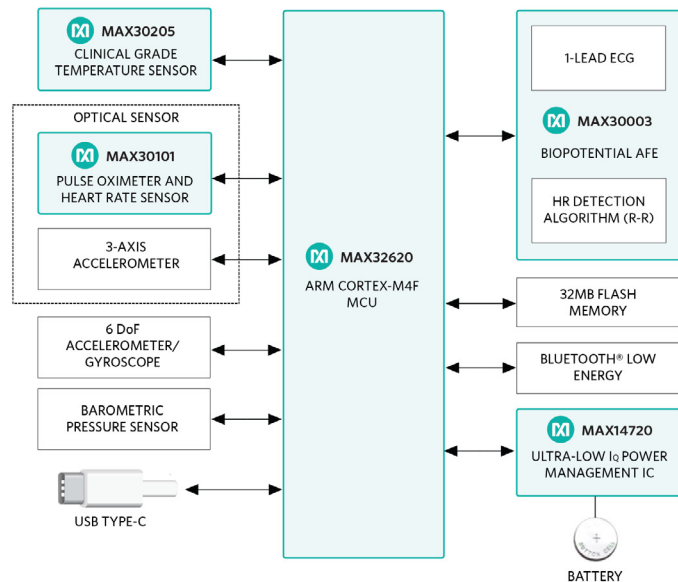 MAX30205
CLINICAL GRADE
TEMPERATURE SENSOR
OPTICAL SENSOR
MAX30101
PULSE OXIMETER AND
HEART RATE SENSOR
3-AXIS
ACCELEROMETER
6 DoF
ACCELEROMETER/
GYROSCOPE
BAROMETRIC
PRESSURE SENSOR
USB TYPE-C
MAX32620
ARM CORTEX-M4F
MCU
1-LEAD ECG
MAX30003
BIOPOTENTIAL AFE
HR DETECTION
ALGORITHM (R-R)
32MB FLASH
MEMORY
BLUETOOTH® LOW
ENERGY
MAX14720
ULTRA-LOW IQ POWER
MANAGEMENT IC
BATTERY